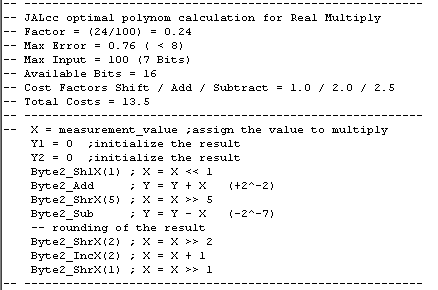 -- ---------------------------------------------------
-- JALcc optimal polynom calculation for Real Multiply
-- Factor = (24/100) = 0.24
-- Max Error = 0.76 ( < 8)
-- Max Input = 100 (7 Bits)
-- Available Bits = 16
-- Cost Factors Shift / Add / Subtract = 1.0 / 2.0 / 2.5
-- Total Costs = 13.5
-- ---------------------------------------------------
-- X = measurement_value ;assign the value to multiply
Y1 = 0 ;initialize the result
Y2 = 0 ;initialize the result
Byte2_ShlX(1) ; X = X << 1
Byte2_Add ; Y = Y + X (+2^-2)
Byte2_ShrX(5) ; X = X >> 5
Byte2_Sub ; Y = Y - X (-2^-7)
-- rounding of the result
Byte2_ShrX(2) ; X = X >> 2
Byte2_IncX(2) ; X = X + 1
Byte2_ShrX(1) ; X = X >> 1
-- ---------------------------------------------------